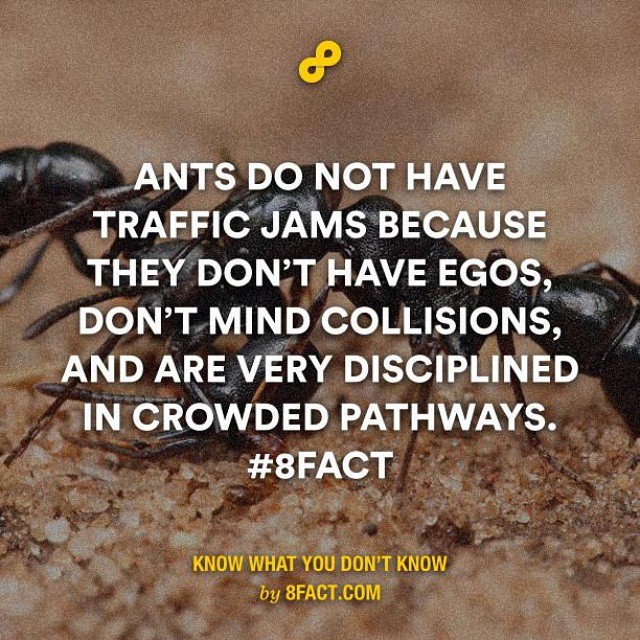 ANTS DO NOT HAVE
TRAFFIC JAMS BECAUSE
THEY DON'T HAVE EGOS,
DON'T MIND COLLISIONS,
AND ARE VERY DISCIPLINED
IN CROWDED PATHWAYS.
#8FACT
KNOW WHAT YOU DON'T KNOW
by 8FACT.COM